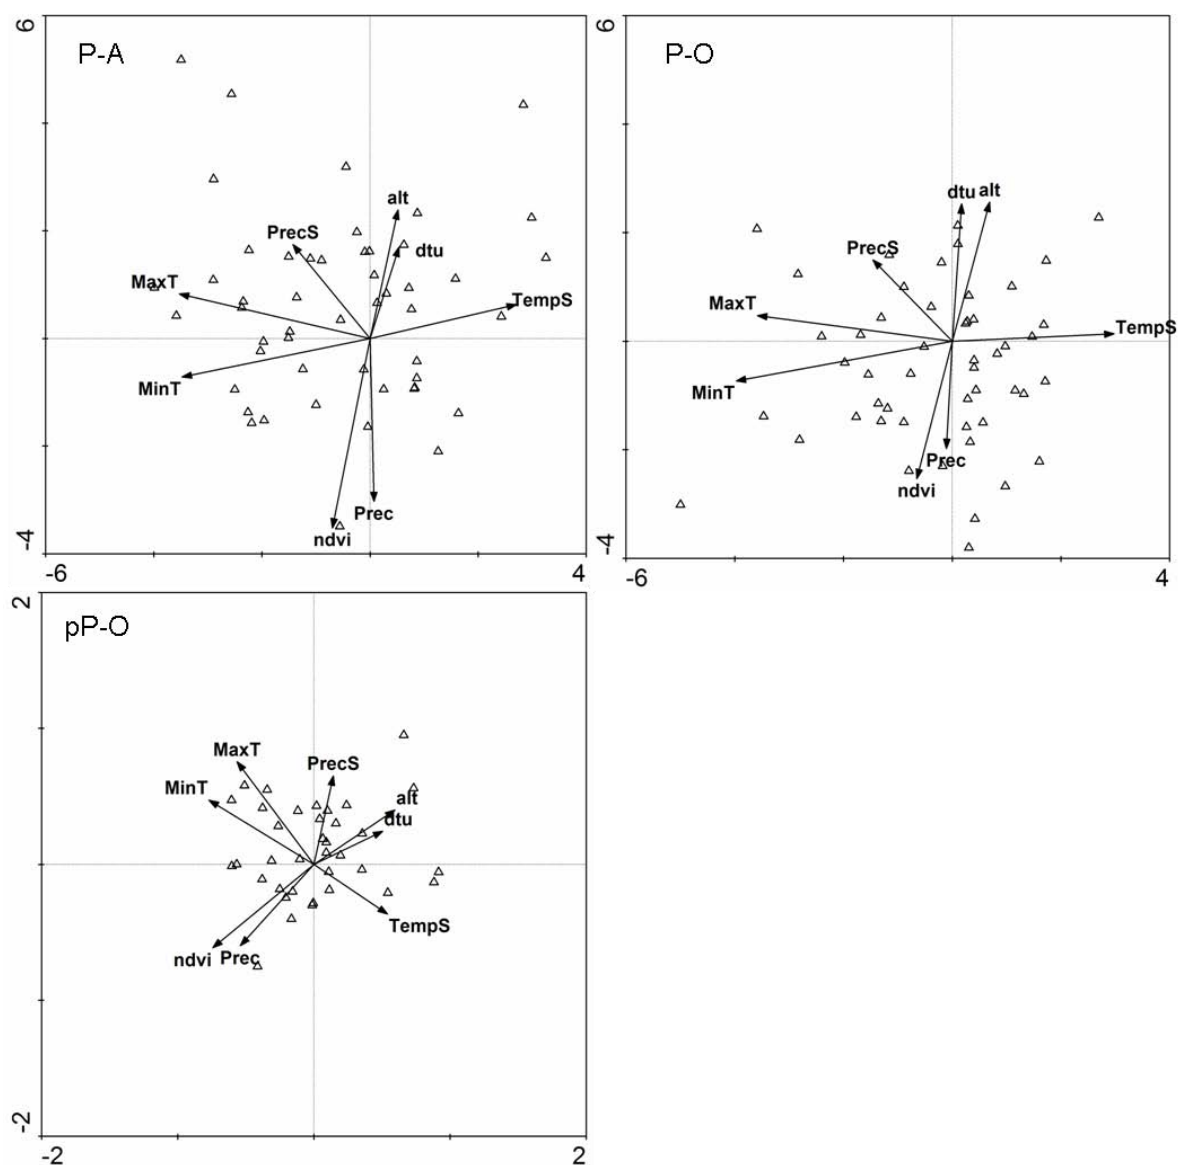 6
P-A
alt
PrecS
dtu
MaxT
TempS
MinT
Prec
ndvi
-4
-6
4
6
P-O
dtu alt
PrecS
MaxT
TempS
MinT
Prec
ndvi
-4
-6
4
2
pP-O
MaxT
PrecS
MinT
alt
dtu
TempS
ndvi Prec
-2
-2
2